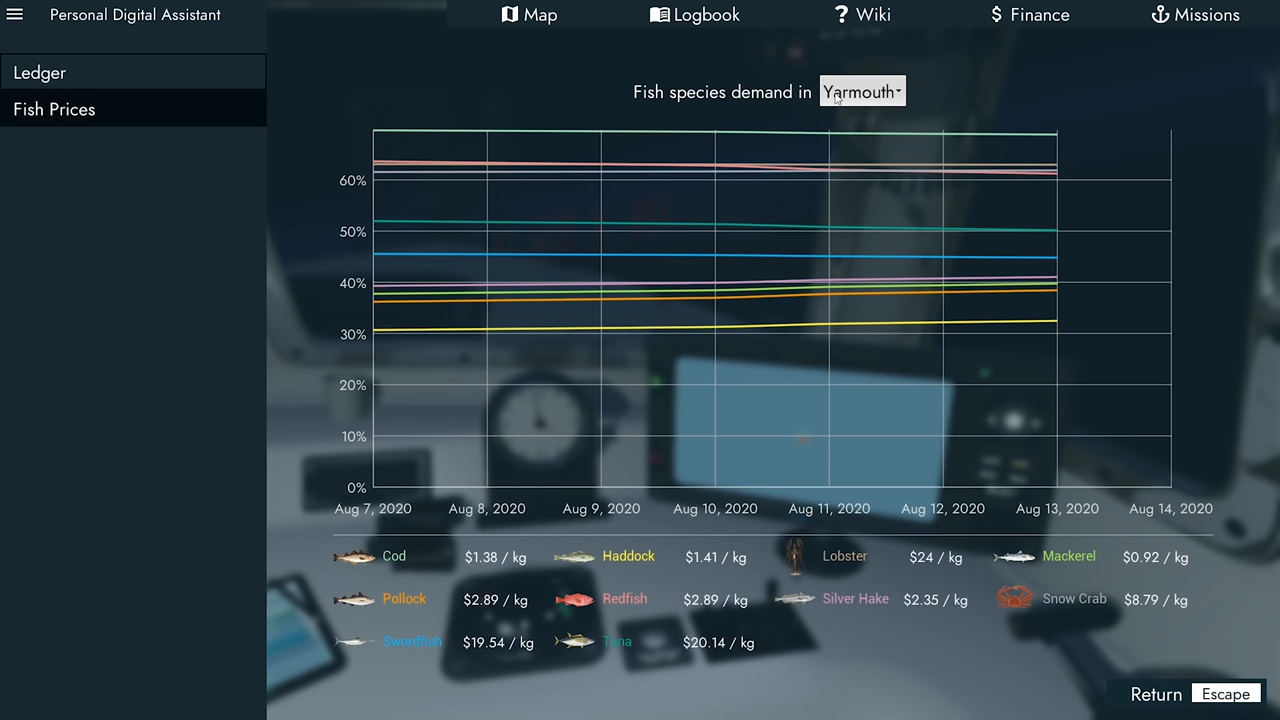 Personal Digital Assistant
Map
Logbook
? Wiki
$ Finance
Missions
Ledger
Fish Prices
Fish species demand in Yarmouth
60%
50%
40%
30%
20%
10%
0%
Aug 7, 2020 Aug 8, 2020 Aug 9, 2020 Aug 10, 2020 Aug 11, 2020 Aug 12, 2020 Aug 13, 2020 Aug 14, 2020
Cod $1.38 / kg Haddock $1.41 / kg Lobster $24 / kg Mackerel $0.92 / kg
Pollock $2.89 / kg Redfish $2.89 / kg Silver Hake $2.35 / kg Snow Crab $8.79 / kg
Swordfish $19.54 / kg Tuna $20.14 / kg
Return Escape